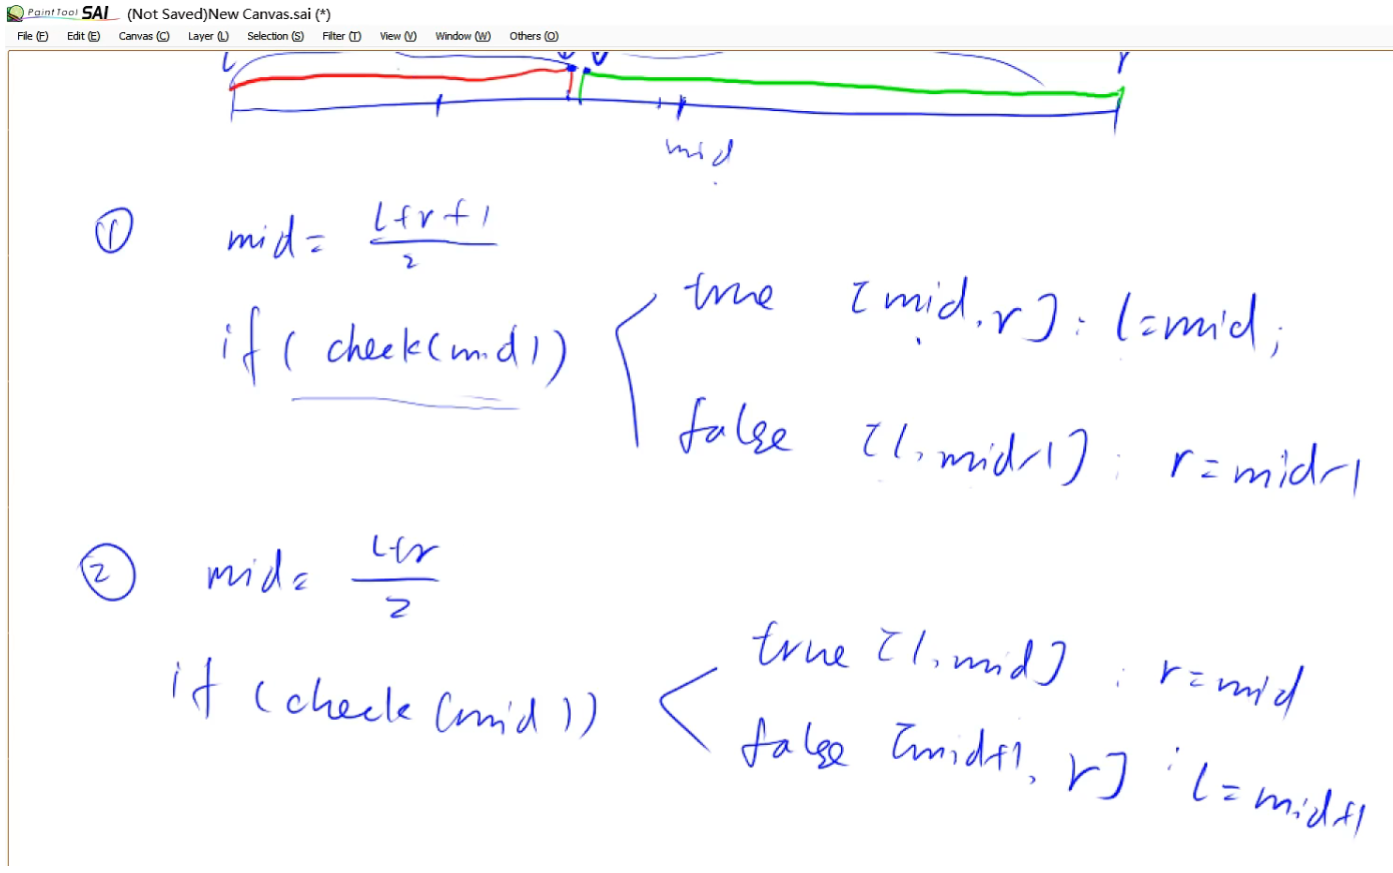 PaintTool SAI (Not Saved)New Canvas.sai (*)
File (F) Edit (E) Canvas (C) Layer (L) Selection (S) Filter (T) View (V) Window (W) Others (O)
l r
mid
① mid = l+r+1
2
if ( check(mid)) true [mid, r] : l=mid;
false [l, mid-1] : r=mid-1
② mid = l+r
2
if (check (mid)) true [l, mid] : r=mid
false [mid+1, r] : l=mid+1